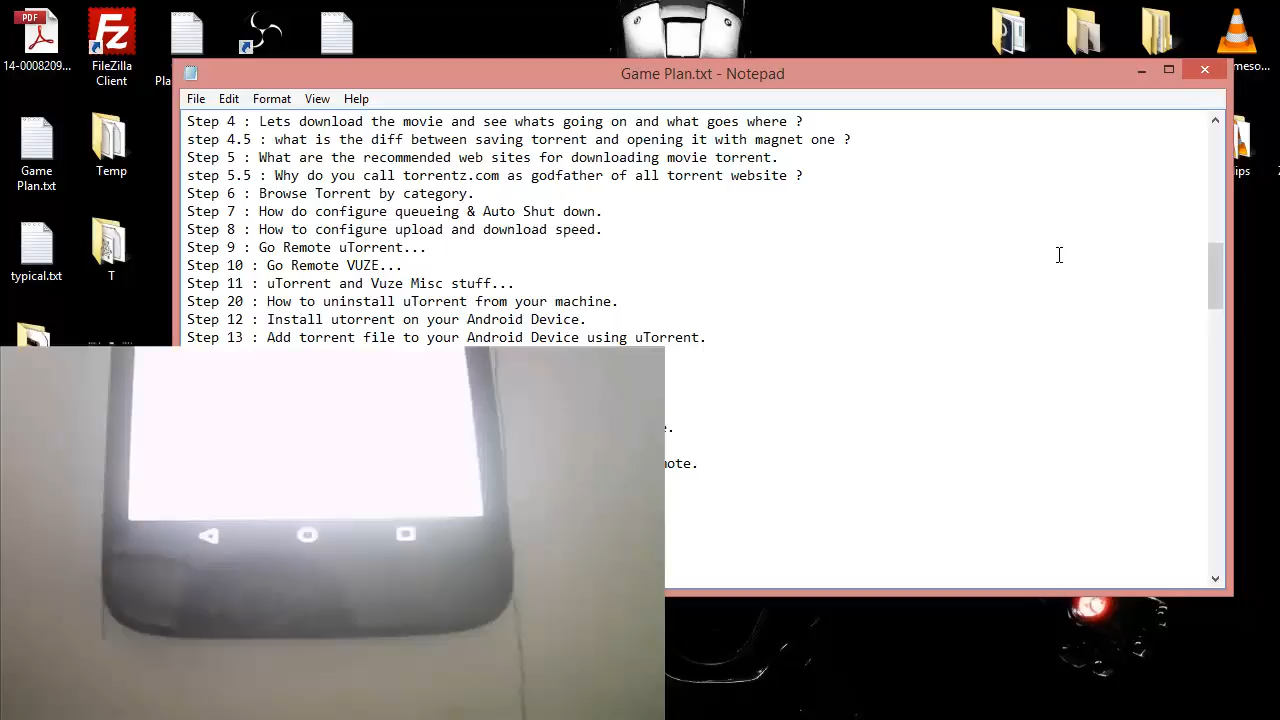 14-0008209...
FileZilla
Client
Pla
meso...
PDF
Game Plan.txt - Notepad
File Edit Format View Help
Step 4 : Lets download the movie and see whats going on and what goes where ?
step 4.5 : what is the diff between saving torrent and opening it with magnet one ?
Step 5 : What are the recommended web sites for downloading movie torrent.
step 5.5 : Why do you call torrentz.com as godfather of all torrent website ?
Step 6 : Browse Torrent by category.
Step 7 : How do configure queueing & Auto Shut down.
Step 8 : How to configure upload and download speed.
Step 9 : Go Remote uTorrent...
Step 10 : Go Remote VUZE...
Step 11 : uTorrent and Vuze Misc stuff...
Step 20 : How to uninstall uTorrent from your machine.
Step 12 : Install utorrent on your Android Device.
Step 13 : Add torrent file to your Android Device using uTorrent.
e.
ote.
Game
Plan.txt
Temp
typical.txt
T
ips